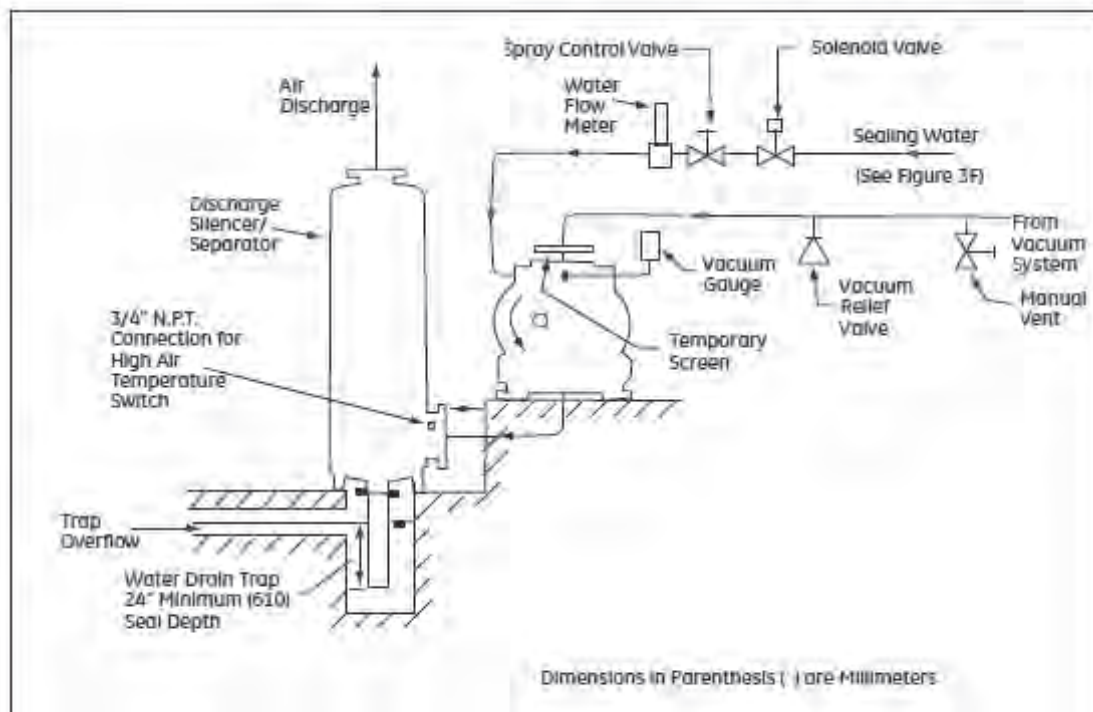 Spray Control Valve
Solenoid Valve
Air
Discharge
Water
Flow
Meter
Sealing Water
(See Figure 3F)
Discharge
Silencer/
Separator
From
Vacuum
System
Vacuum
Gauge
Vacuum
Relief
Valve
Manual
Vent
3/4" N.P.T.
Connection for
High Air
Temperature
Switch
Temporary
Screen
Trap
Overflow
Water Drain Trap
24" Minimum (610)
Seal Depth
Dimensions in Parenthesis ( ) are Millimeters